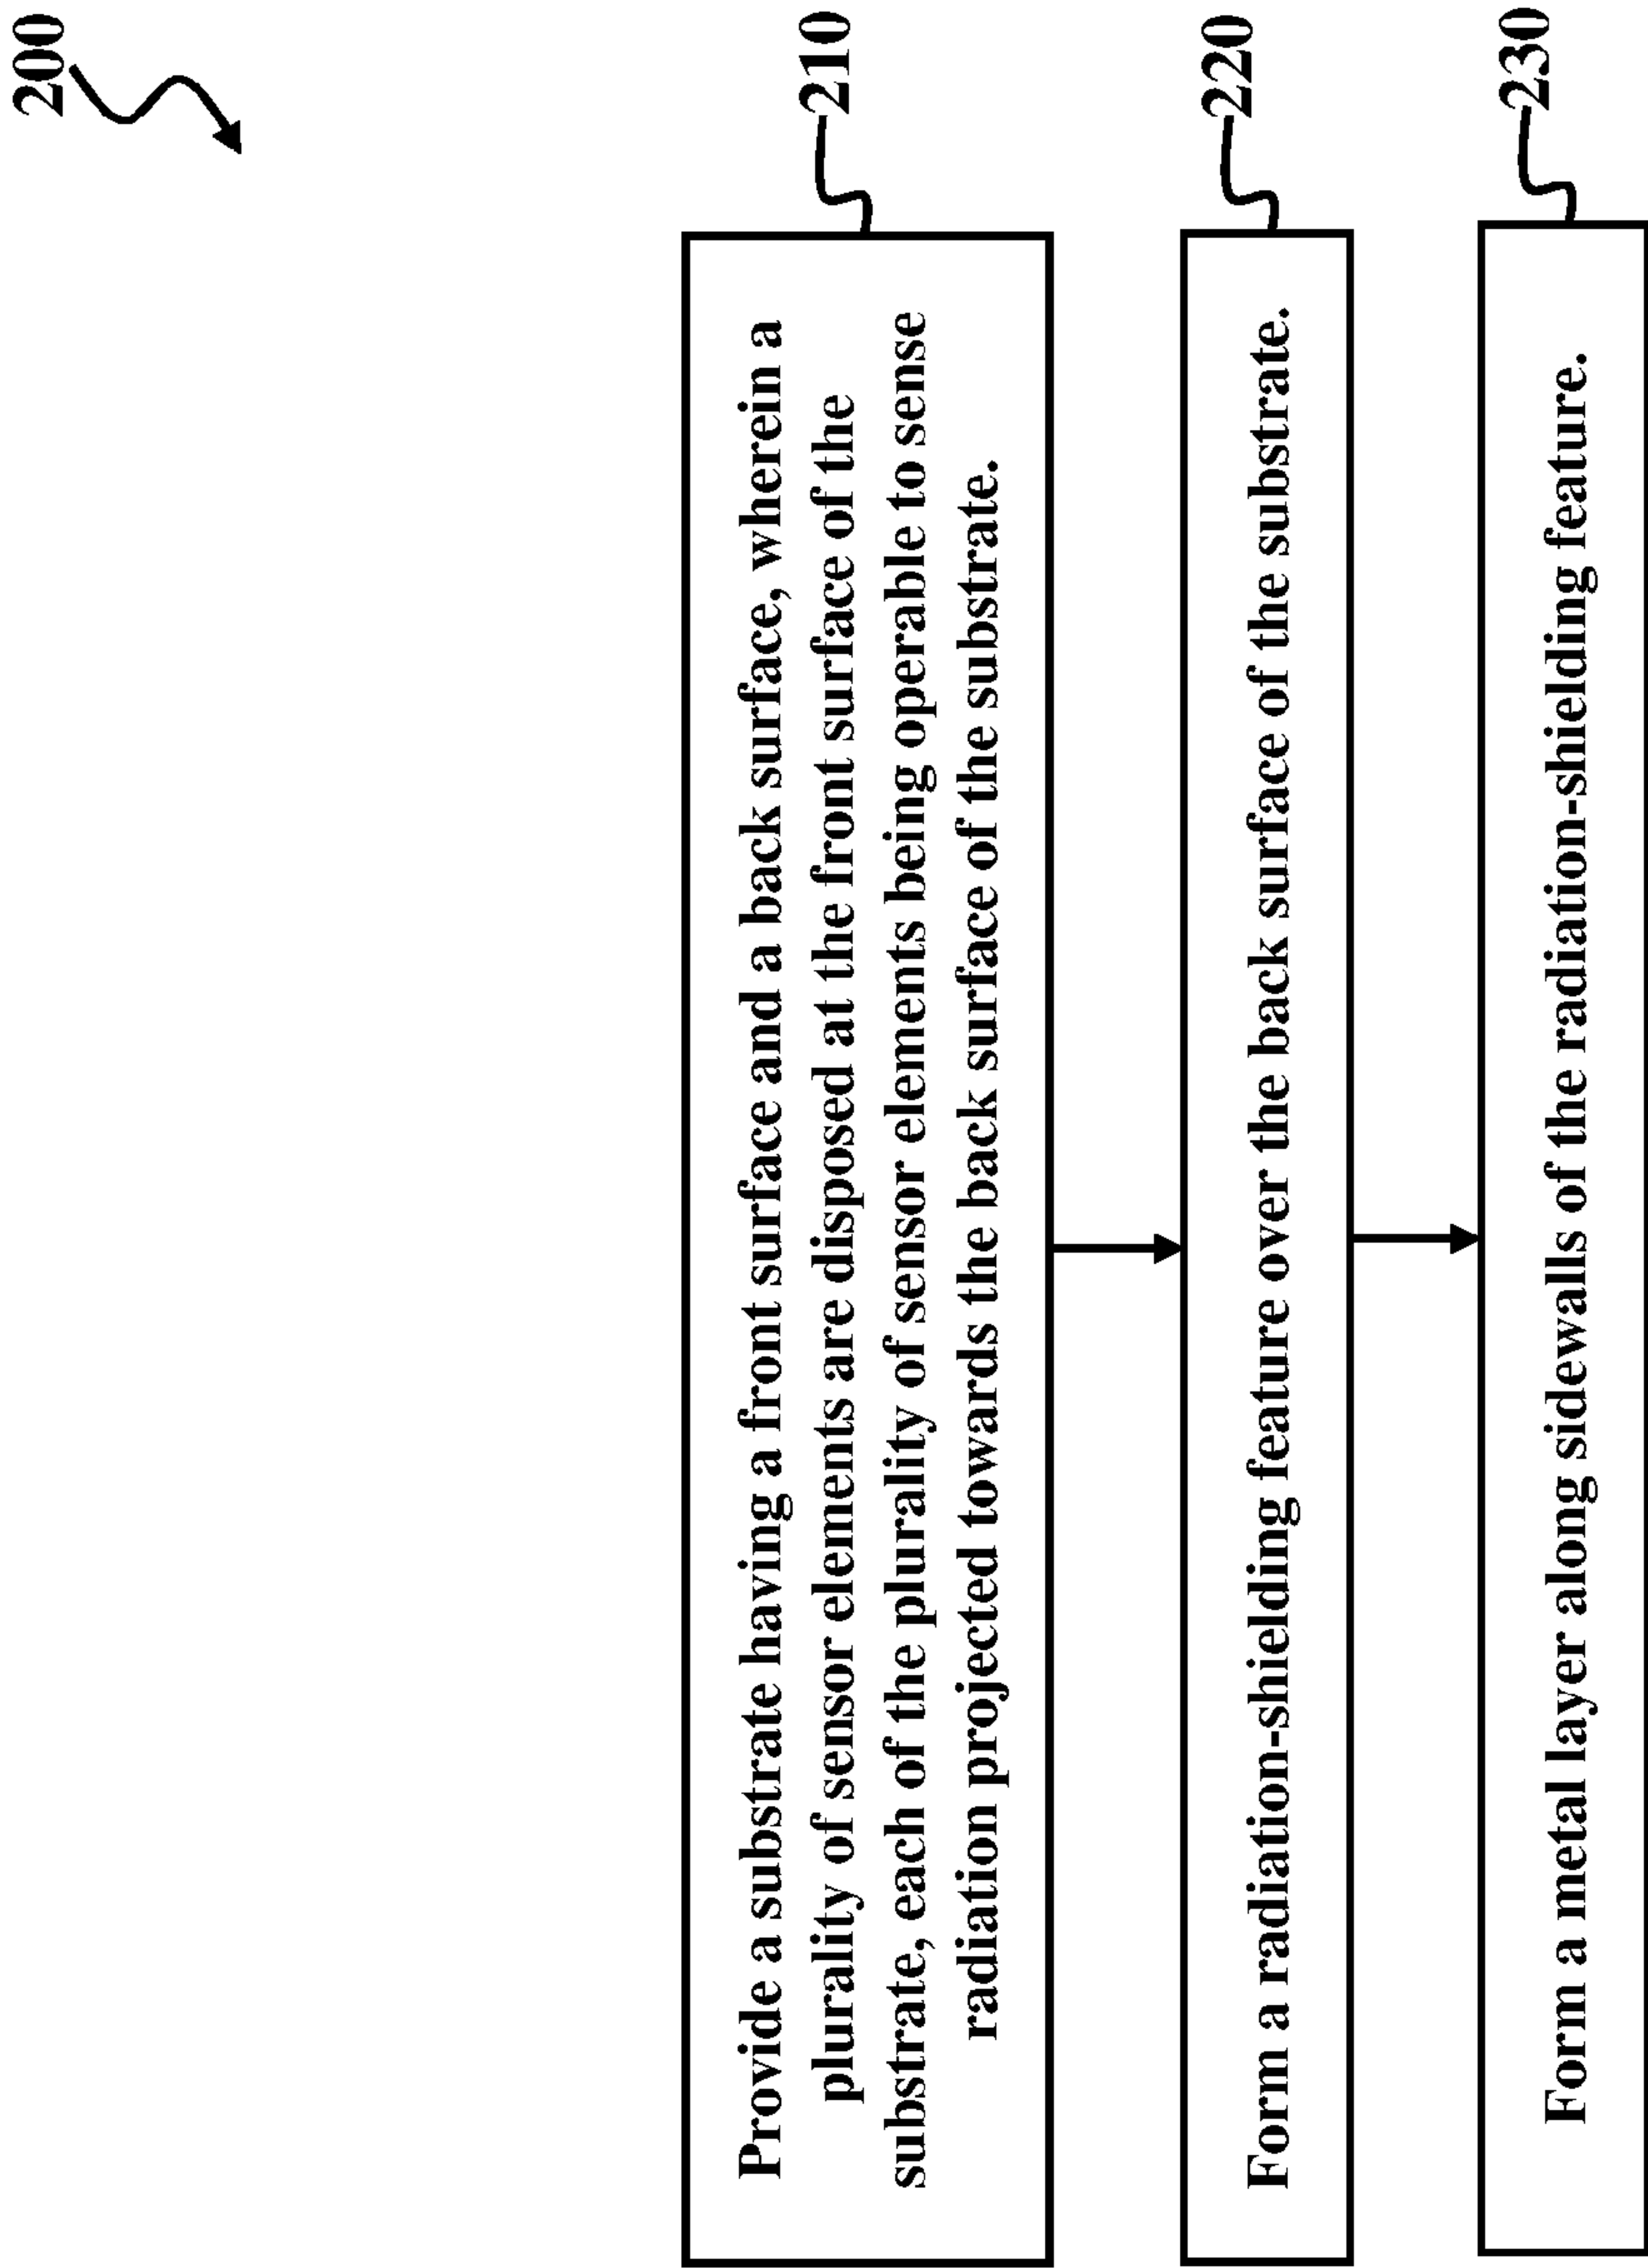 200
Provide a substrate having a front surface and a back surface, wherein a
plurality of sensor elements are disposed at the front surface of the
substrate, each of the plurality of sensor elements being operable to sense
radiation projected towards the back surface of the substrate.
210
Form a radiation-shielding feature over the back surface of the substrate.
220
Form a metal layer along sidewalls of the radiation-shielding feature.
230